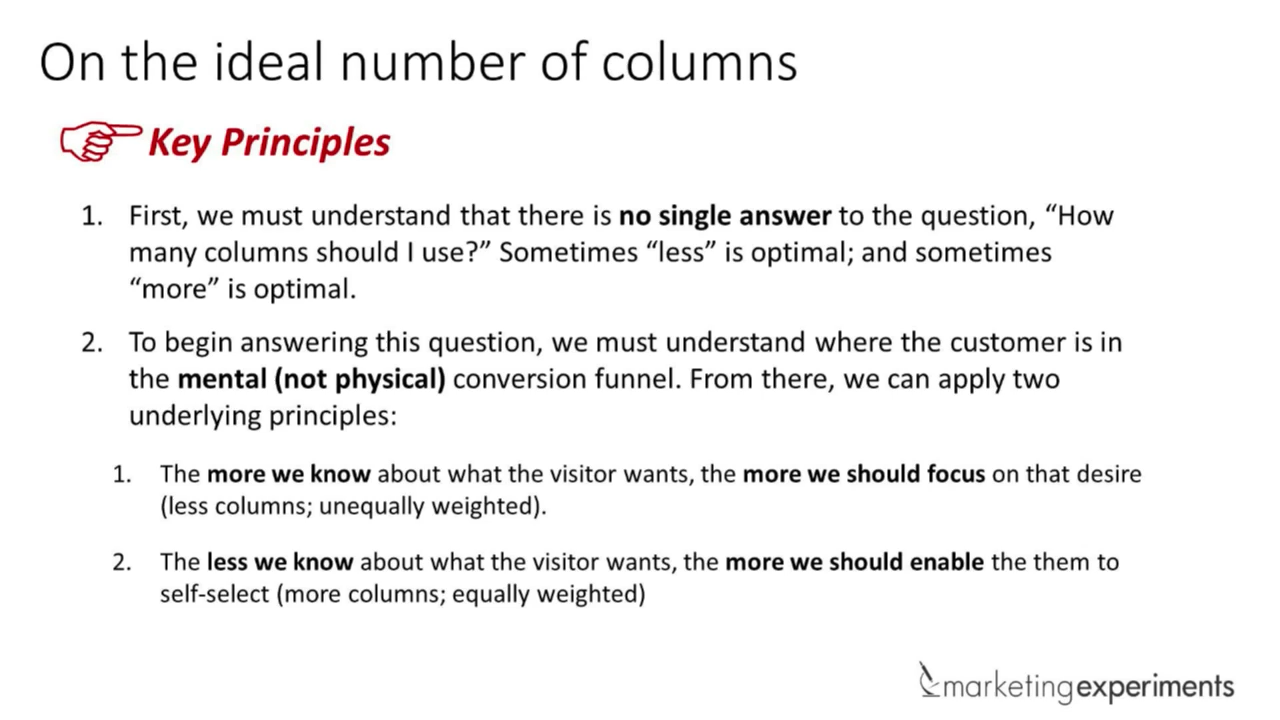 On the ideal number of columns
Key Principles
1. First, we must understand that there is no single answer to the question, “How
many columns should I use?” Sometimes “less” is optimal; and sometimes
“more” is optimal.
2. To begin answering this question, we must understand where the customer is in
the mental (not physical) conversion funnel. From there, we can apply two
underlying principles:
1. The more we know about what the visitor wants, the more we should focus on that desire
(less columns; unequally weighted).
2. The less we know about what the visitor wants, the more we should enable the them to
self-select (more columns; equally weighted)
marketingexperiments